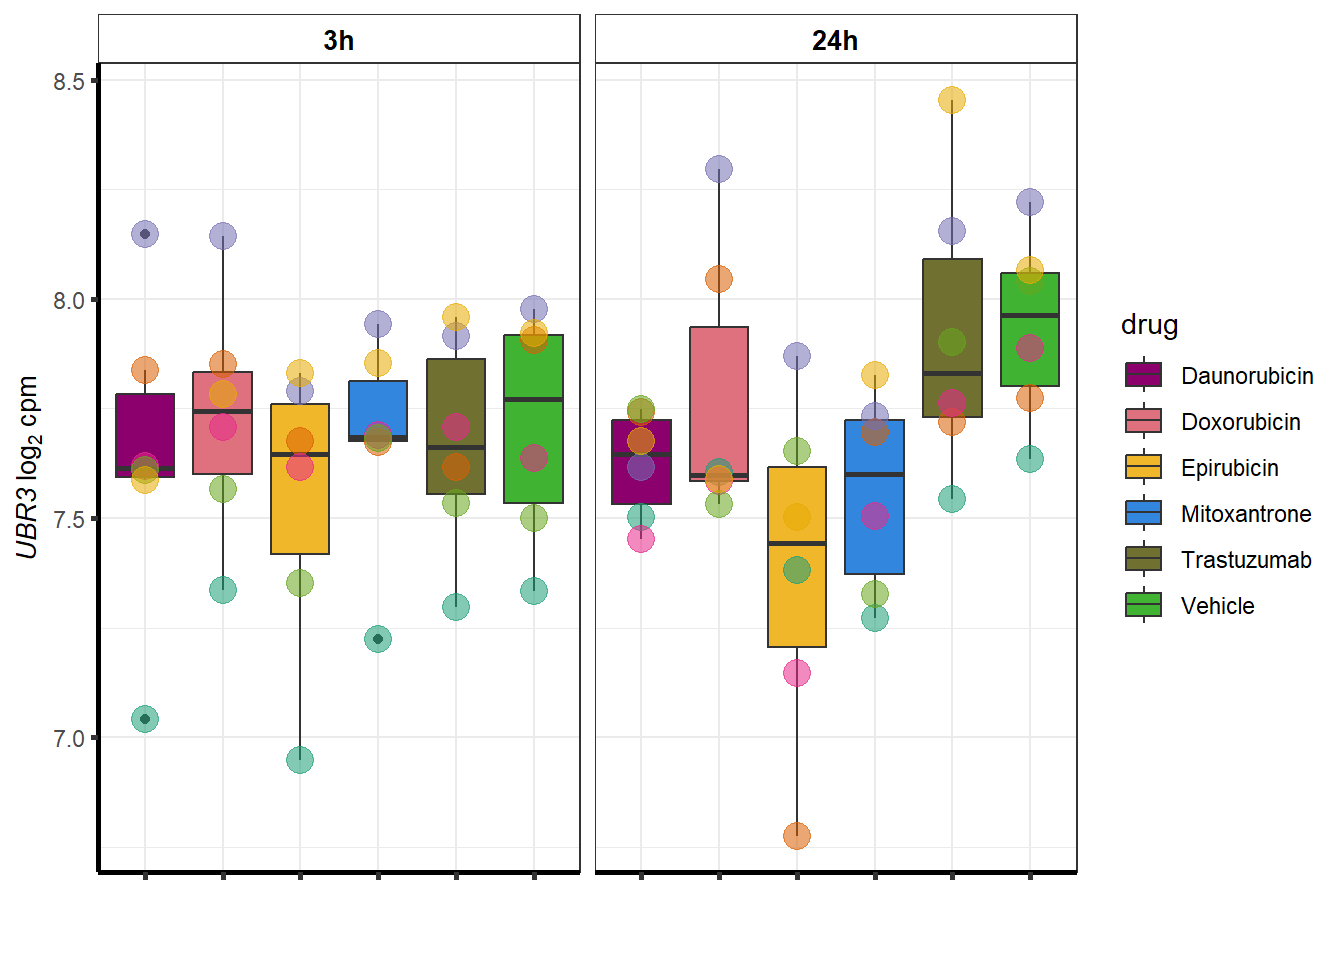 3h
24h
8.5
8.0
7.5
7.0
UBR3 log2 cpm
drug
Daunorubicin
Doxorubicin
Epirubicin
Mitoxantrone
Trastuzumab
Vehicle